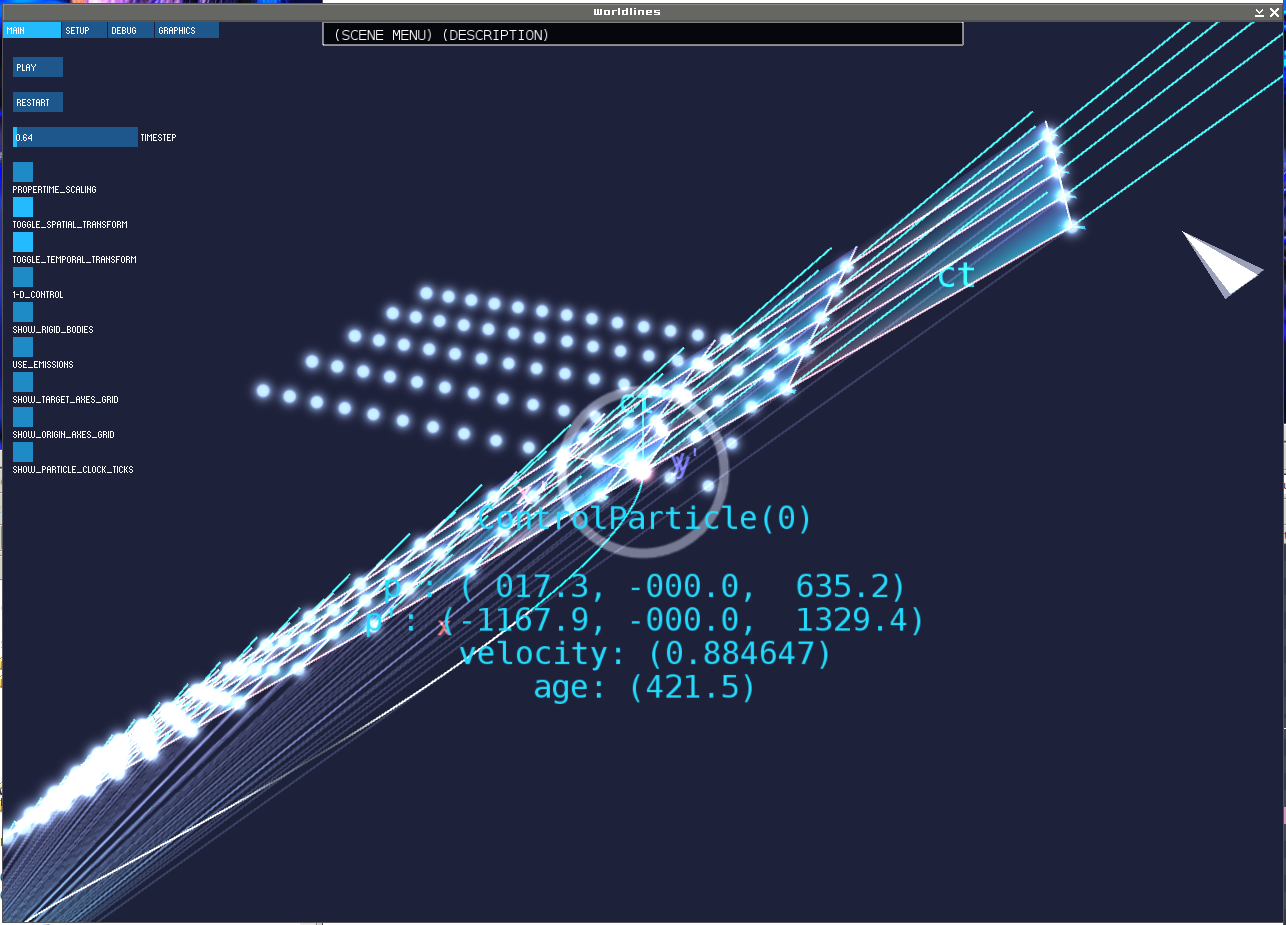 Worldlines
MAIN SETUP DEBUG GRAPHICS
(SCENE MENU) (DESCRIPTION)
PLAY
RESTART
0.64 TIMESTEP
PROPERTIME_SCALING
TOGGLE_SPATIAL_TRANSFORM
TOGGLE_TEMPORAL_TRANSFORM
1-D_CONTROL
SHOW_RIGID_BODIES
USE_EMISSIONS
SHOW_TARGET_AXES_GRID
SHOW_ORIGIN_AXES_GRID
SHOW_PARTICLE_CLOCK_TICKS
ct
ct'
y'
x'
ControlParticle(0)
p : ( 017.3, -000.0, 635.2)
p' : (-1167.9, -000.0, 1329.4)
x
velocity: (0.884647)
age: (421.5)